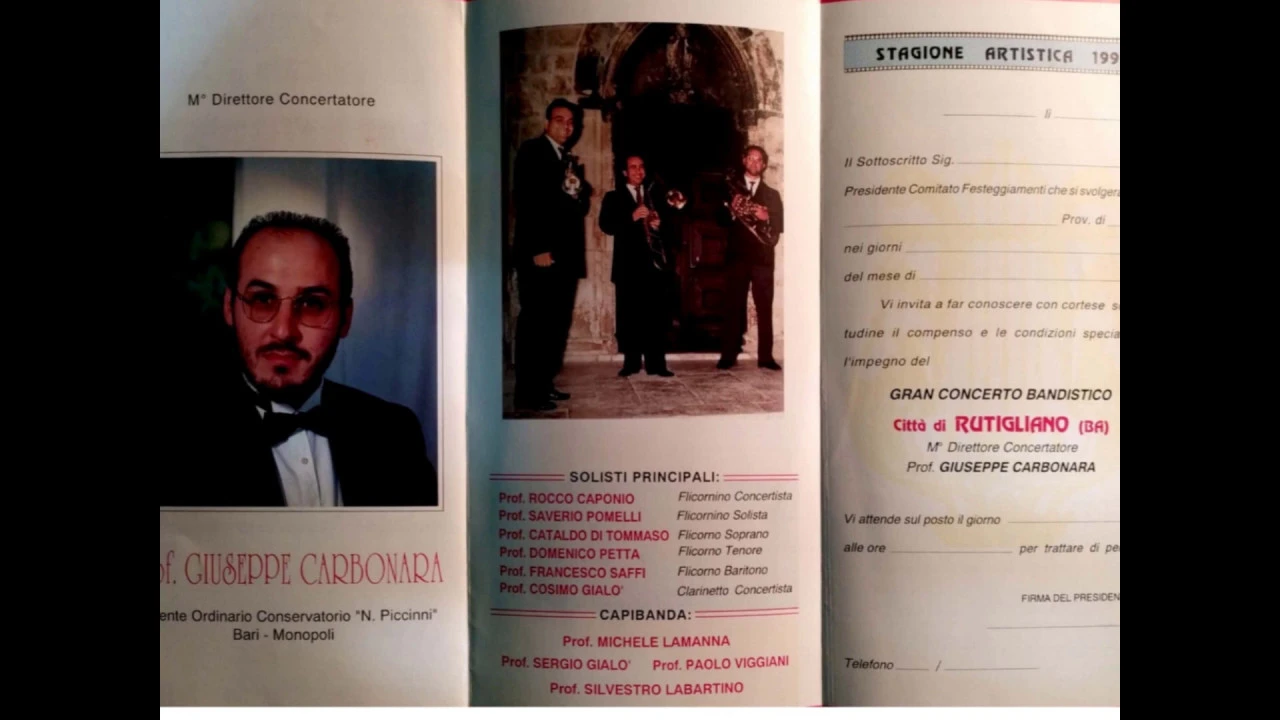 M° Direttore Concertatore
of. GIUSEPPE CARBONARA
ente Ordinario Conservatorio "N. Piccinni"
Bari - Monopoli
SOLISTI PRINCIPALI:
Prof. ROCCO CAPONIO Flicornino Concertista
Prof. SAVERIO POMELLI Flicornino Solista
Prof. CATALDO DI TOMMASO Flicorno Soprano
Prof. DOMENICO PETTA Flicorno Tenore
Prof. FRANCESCO SAFFI Flicorno Baritono
Prof. COSIMO GIALO' Clarinetto Concertista
CAPIBANDA:
Prof. MICHELE LAMANNA
Prof. SERGIO GIALO' Prof. PAOLO VIGGIANI
Prof. SILVESTRO LABARTINO
STAGIONE ARTISTICA 199
li
Il Sottoscritto Sig.
Presidente Comitato Festeggiamenti che si svolgera
Prov. di
nei giorni
del mese di
Vi invita a far conoscere con cortese s
tudine il compenso e le condizioni specia
l'impegno del
GRAN CONCERTO BANDISTICO
Città di RUTIGLIANO (BA)
M° Direttore Concertatore
Prof. GIUSEPPE CARBONARA
Vi attende sul posto il giorno
alle ore per trattare di pe
FIRMA DEL PRESIDEN
Telefono /